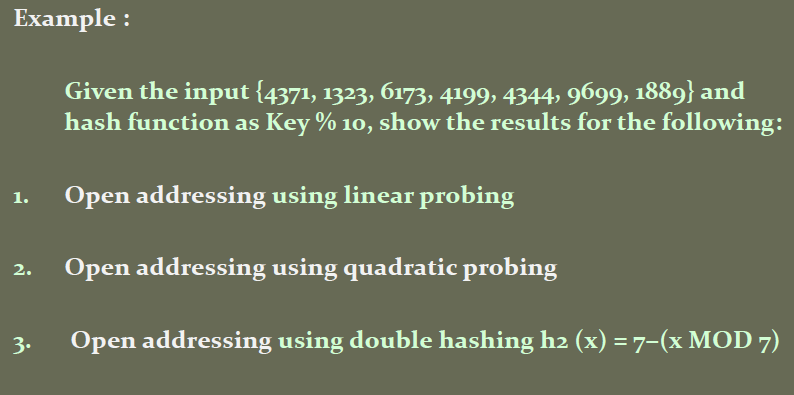 Example :
Given the input {4371, 1323, 6173, 4199, 4344, 9699, 1889} and
hash function as Key % 10, show the results for the following:
1. Open addressing using linear probing
2. Open addressing using quadratic probing
3. Open addressing using double hashing h2 (x) = 7–(x MOD 7)